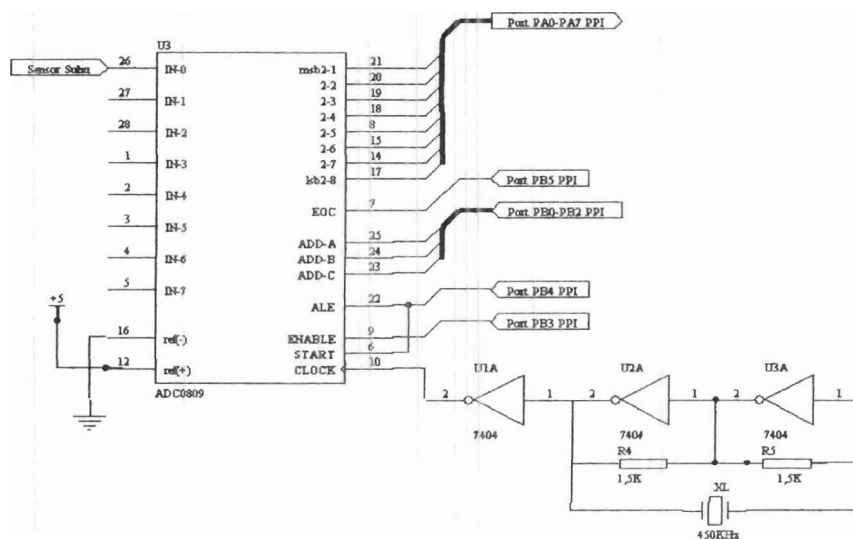 Port PA0-PA7 PPI
U3
Sensor Suhu
26 IN-0 msb2-1 21
2-2 20
27 IN-1 2-3 19
2-4 18
28 IN-2 2-5 8
2-6 15
1 IN-3 2-7 14
lsb2-8 17
2 IN-4
EOC 7 Port PB5 PPI
3 IN-5
ADD-A 25 Port PB0-PB2 PPI
4 IN-6 ADD-B 24
ADD-C 23
5 IN-7
+5
ALE 22 Port PB4 PPI
16 ref(-) ENABLE 9 Port PB3 PPI
START 6
12 ref(+) CLOCK 10
ADC0809
U1A U2A U3A
2 1 2 1 2 1
7404 7404 7404
R4 R5
1,5K 1,5K
XL
450KHz